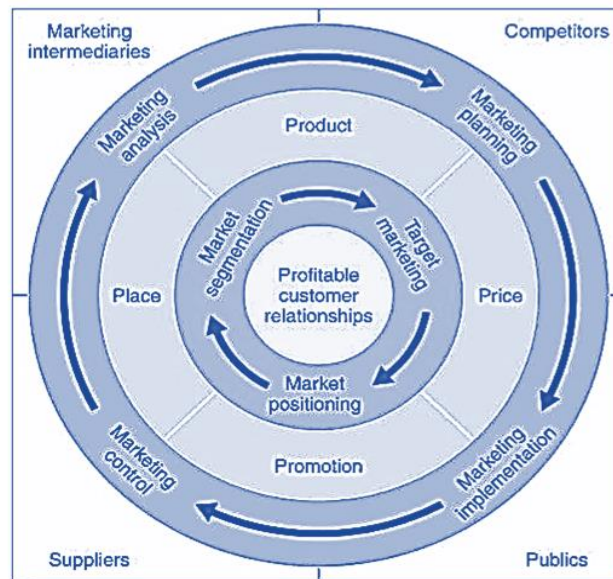 Marketing
intermediaries
Competitors
Marketing
analysis
Marketing
planning
Product
Market
segmentation
Target
marketing
Place
Profitable
customer
relationships
Price
Market
positioning
Promotion
Marketing
control
Marketing
implementation
Suppliers
Publics